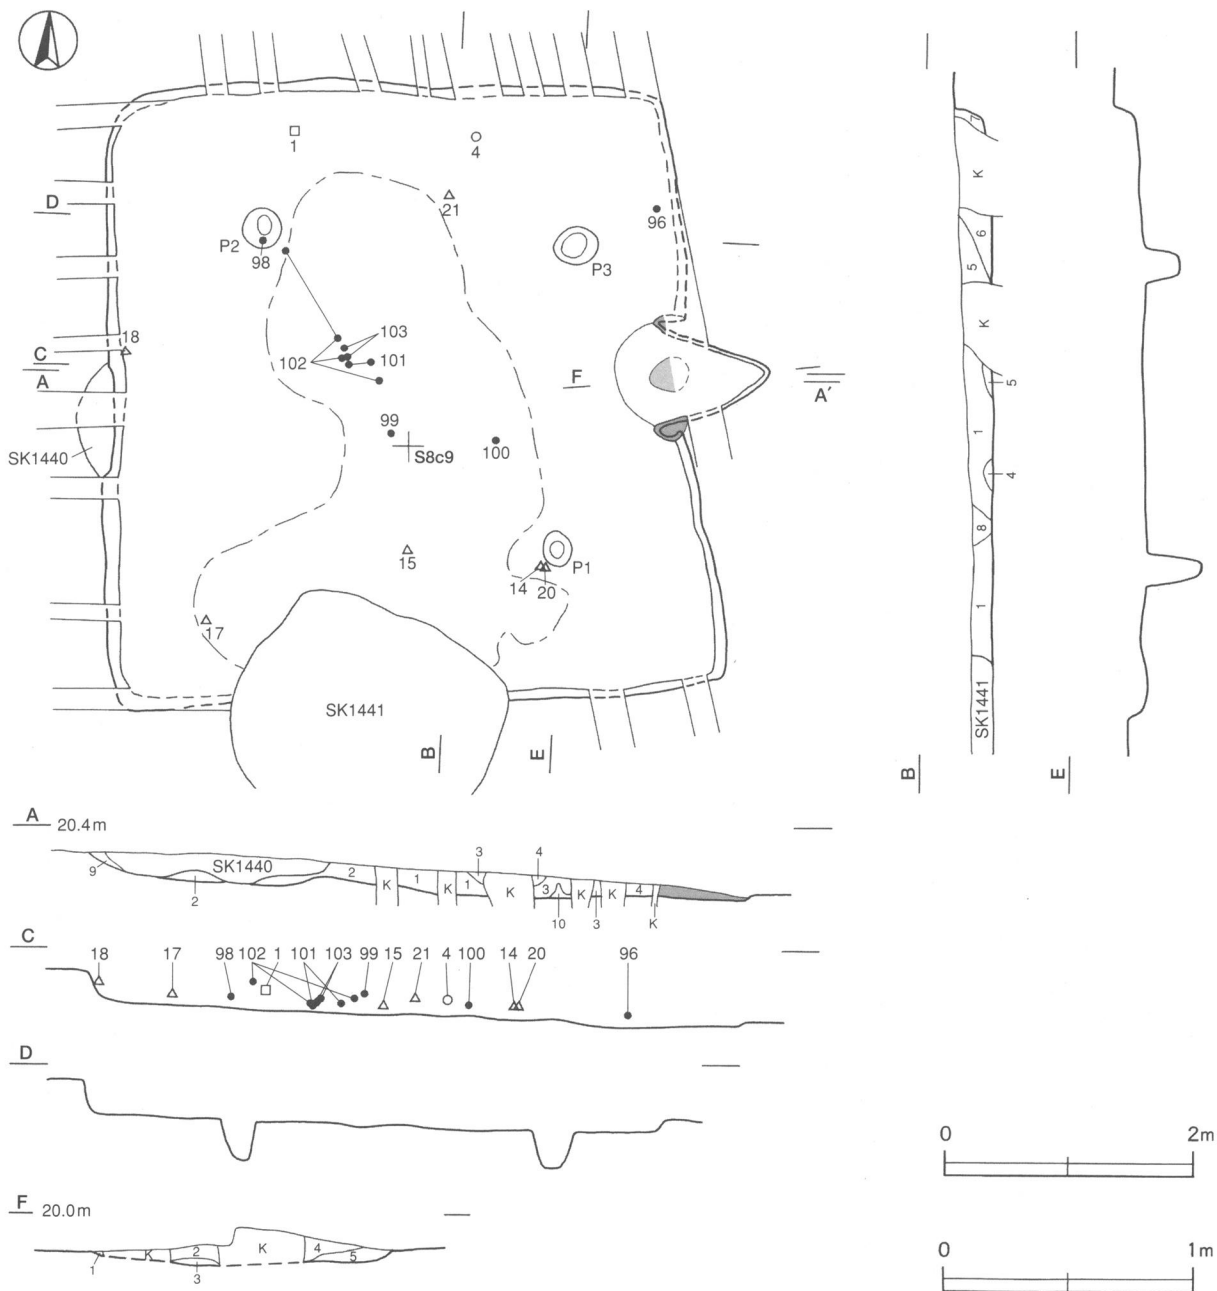 1
4
D
21
96
P2
98
P3
18
103
102
101
C
A
F
A′
99
SK1440
S8c9
100
15
P1
14
20
17
SK1441
B
E
7
K
6
5
K
5
1
4
8
1
SK1441
B
E
A 20.4m
9
SK1440
2
2
K
1
K
1
3
K
4
3
10
K
3
K
4
K
C
18 17 98 102 1 101 103 99 15 21 4 100 14 20 96
D
0 2m
F 20.0m
1
K
2
3
K
4
5
0 1m